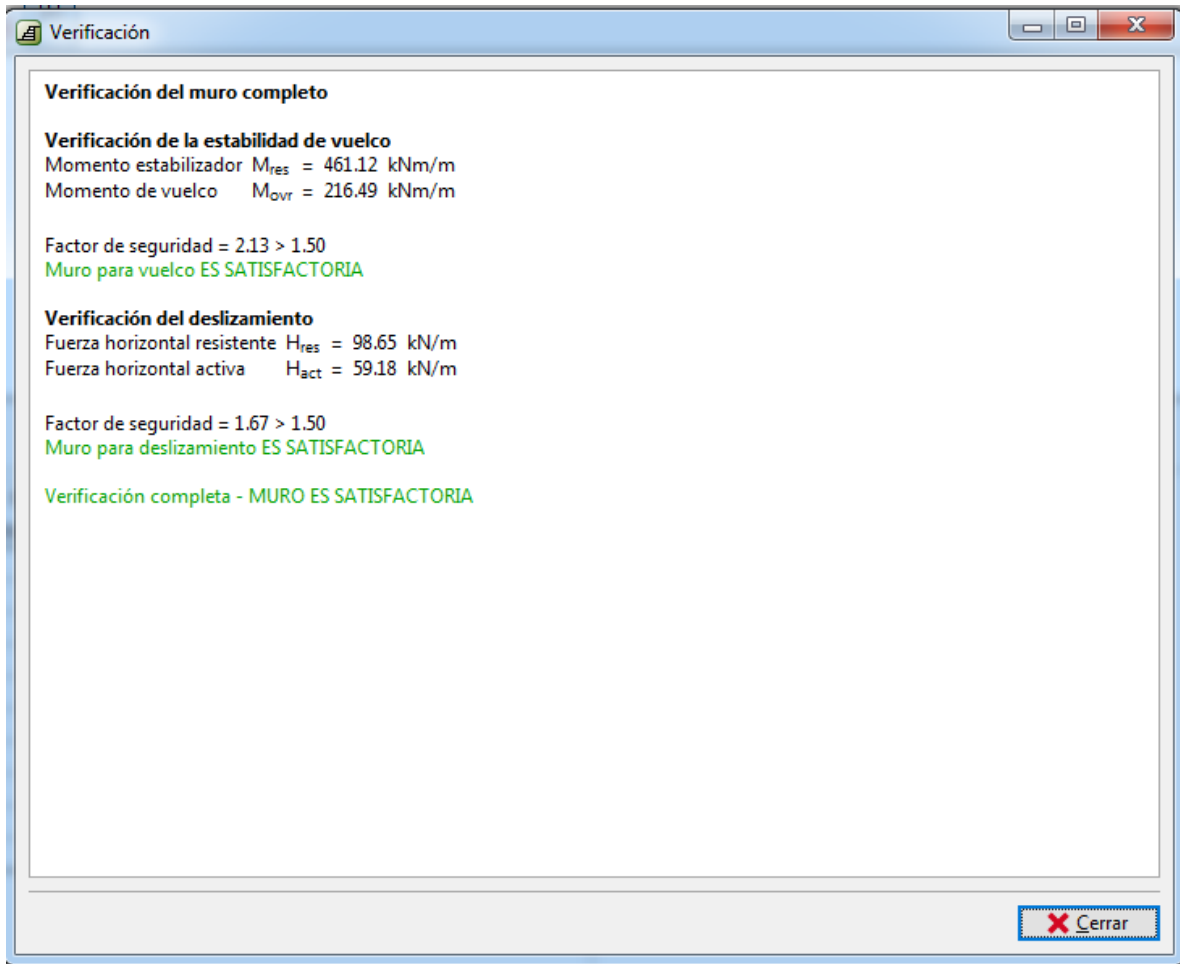 Verificación
Verificación del muro completo
Verificación de la estabilidad de vuelco
Momento estabilizador Mres = 461.12 kNm/m
Momento de vuelco Movr = 216.49 kNm/m
Factor de seguridad = 2.13 > 1.50
Muro para vuelco ES SATISFACTORIA
Verificación del deslizamiento
Fuerza horizontal resistente Hres = 98.65 kN/m
Fuerza horizontal activa Hact = 59.18 kN/m
Factor de seguridad = 1.67 > 1.50
Muro para deslizamiento ES SATISFACTORIA
Verificación completa - MURO ES SATISFACTORIA
Cerrar